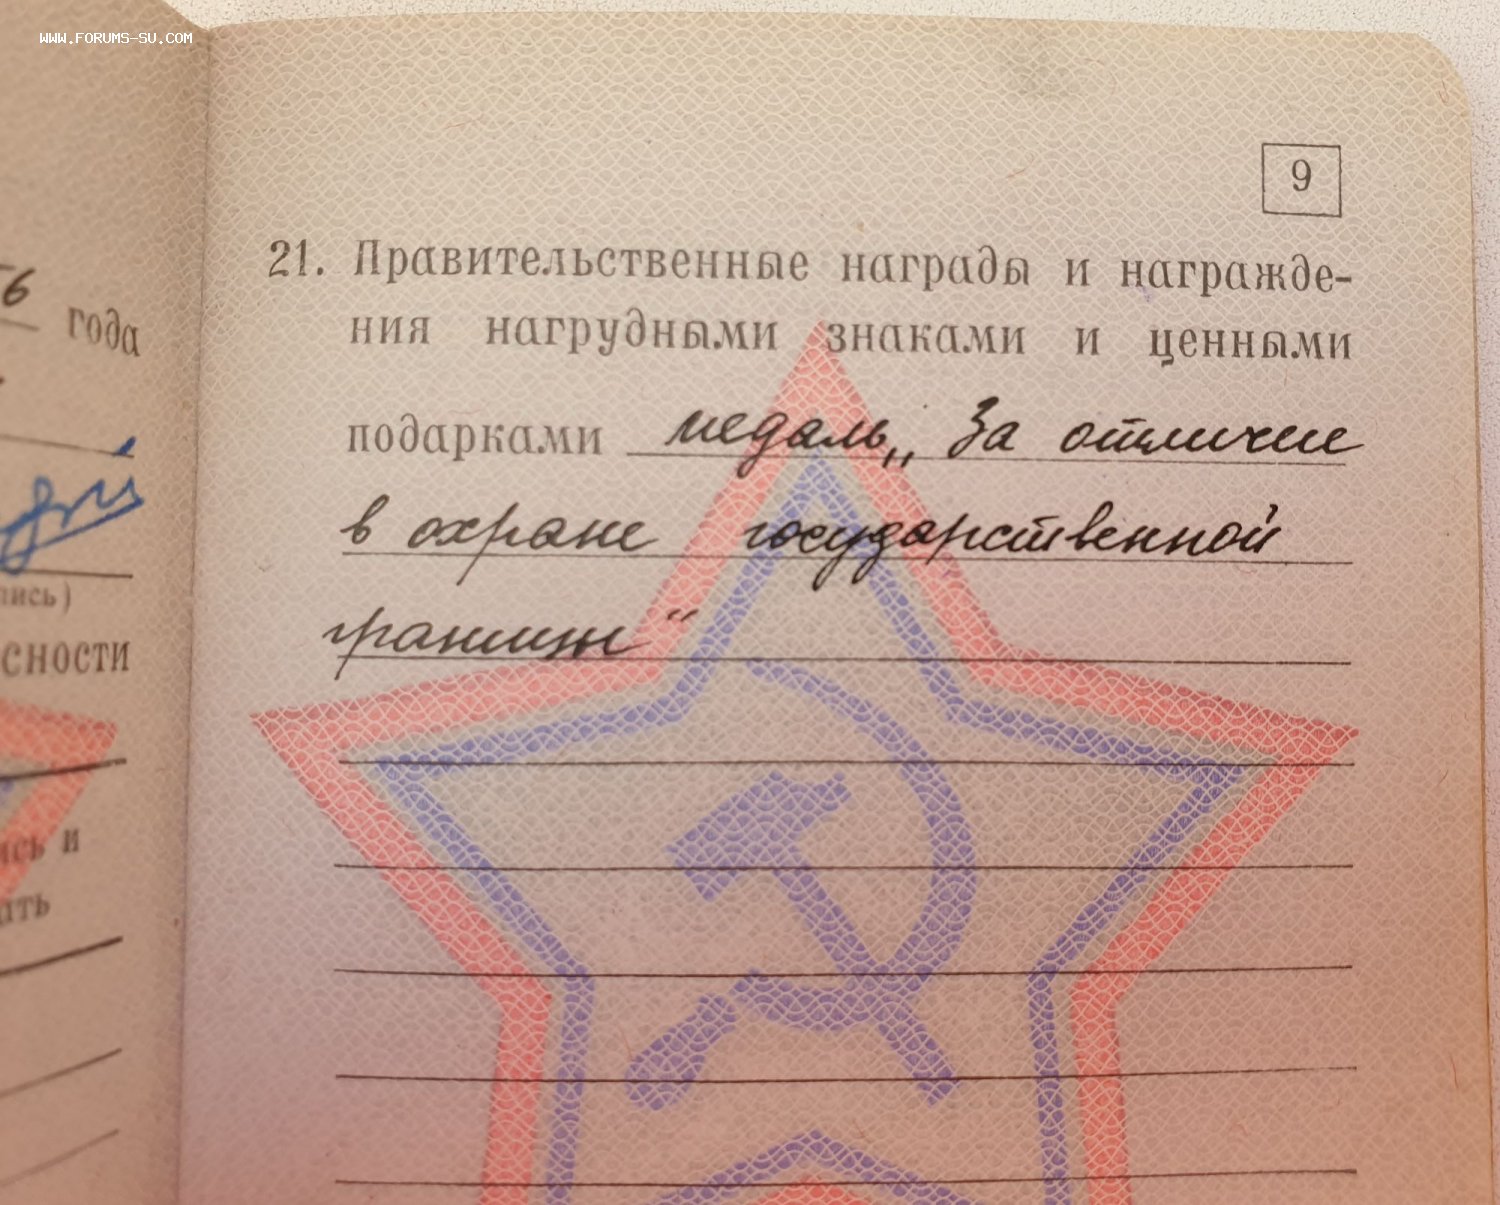 WWW.FORUMS-SU.COM
9
21. Правительственные награды и награжде-
ния нагрудными знаками и ценными
подарками медаль „За отличие
в охране государственной
границы“
6
года
сности